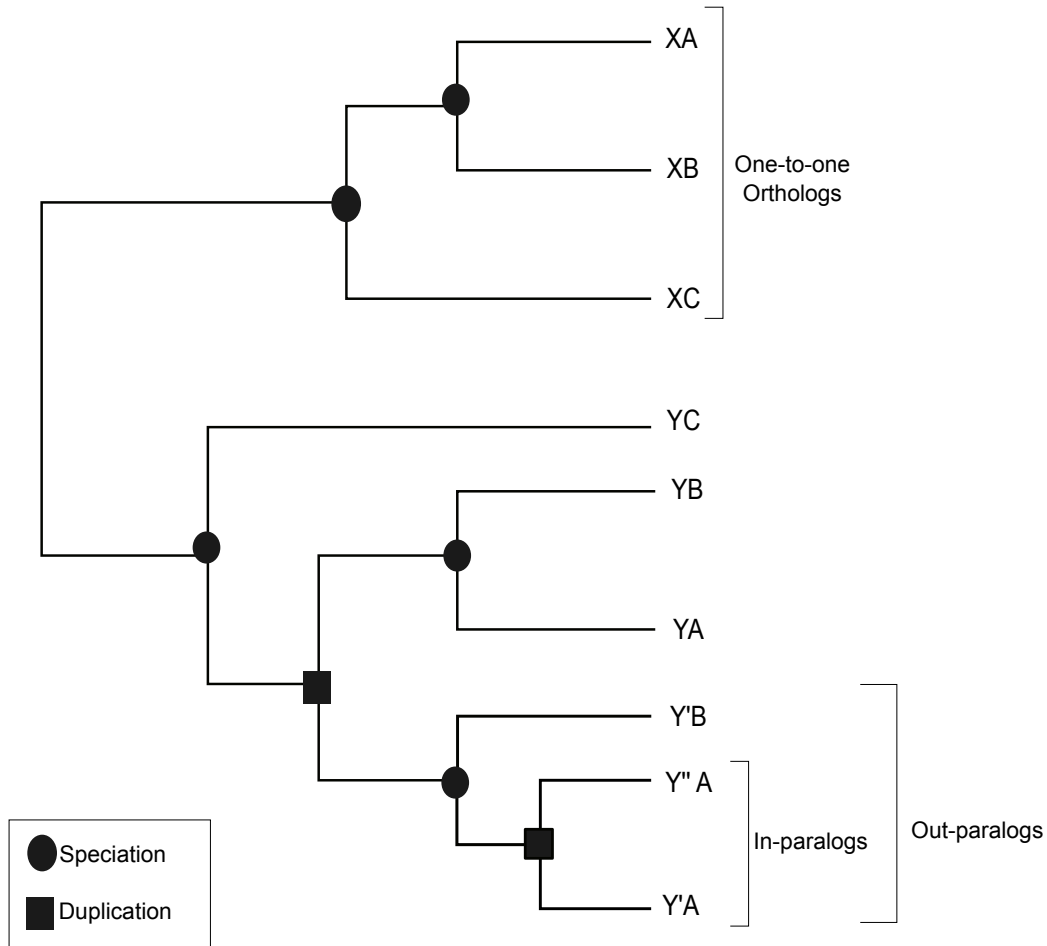 XA
XB
One-to-one
Orthologs
XC
YC
YB
YA
Y'B
Y" A
In-paralogs
Out-paralogs
Y'A
Speciation
Duplication